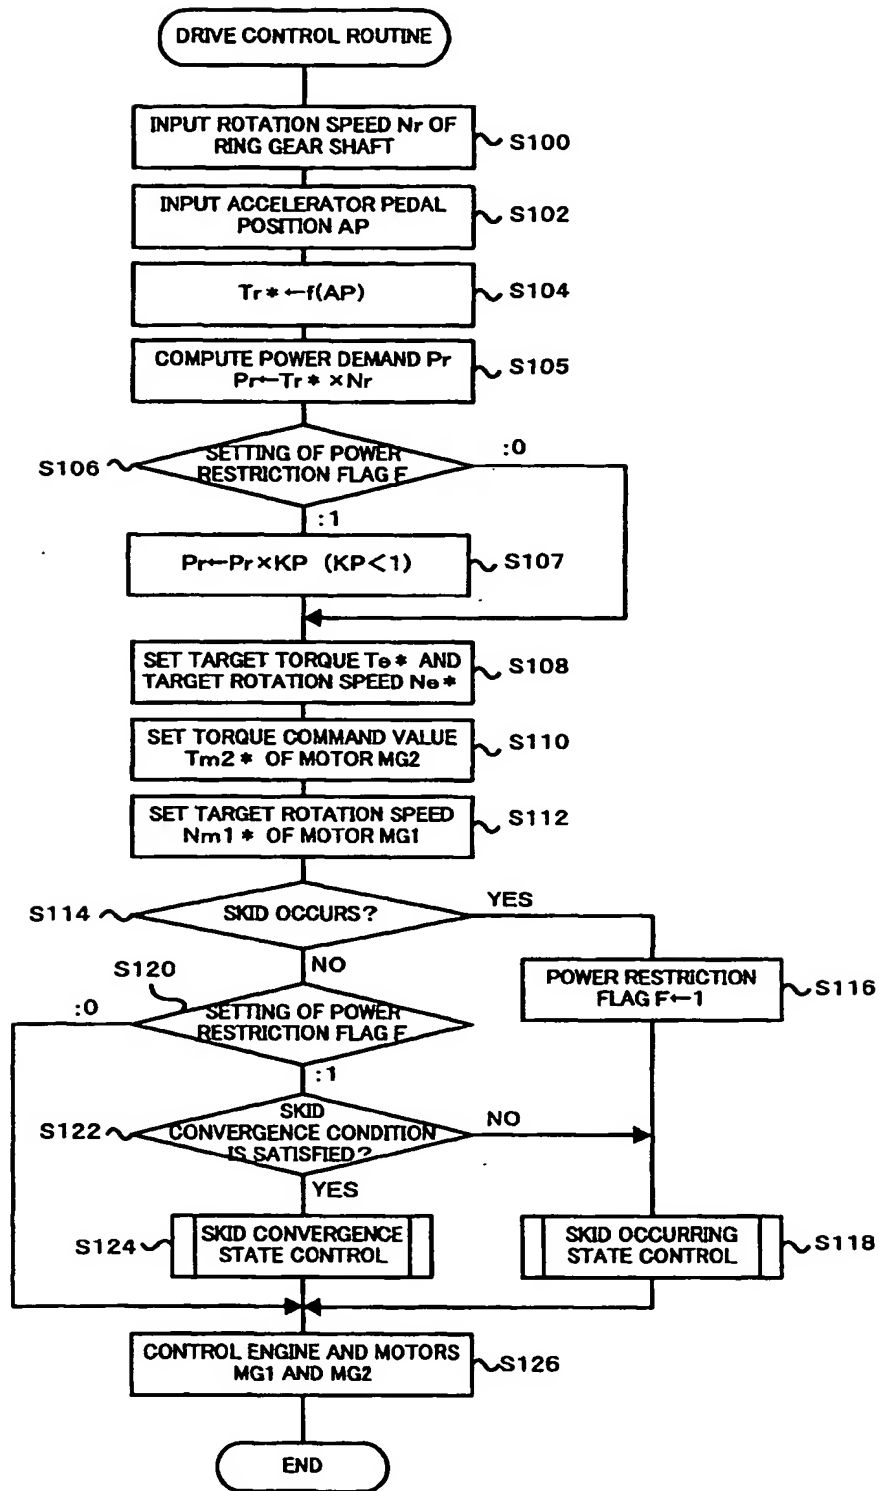 DRIVE CONTROL ROUTINE
INPUT ROTATION SPEED Nr OF
RING GEAR SHAFT
S100
INPUT ACCELERATOR PEDAL
POSITION AP
S102
Tr*←f(AP)
S104
COMPUTE POWER DEMAND Pr
Pr←Tr* ×Nr
S105
S106
SETTING OF POWER
RESTRICTION FLAG F
:0
:1
Pr←Pr×KP (KP<1)
S107
SET TARGET TORQUE Te* AND
TARGET ROTATION SPEED Ne*
S108
SET TORQUE COMMAND VALUE
Tm2* OF MOTOR MG2
S110
SET TARGET ROTATION SPEED
Nm1* OF MOTOR MG1
S112
S114
SKID OCCURS?
YES
NO
POWER RESTRICTION
FLAG F←1
S116
S120
:0
SETTING OF POWER
RESTRICTION FLAG F
:1
S122
SKID
CONVERGENCE CONDITION
IS SATISFIED?
NO
YES
S124
SKID CONVERGENCE
STATE CONTROL
SKID OCCURRING
STATE CONTROL
S118
CONTROL ENGINE AND MOTORS
MG1 AND MG2
S126
END